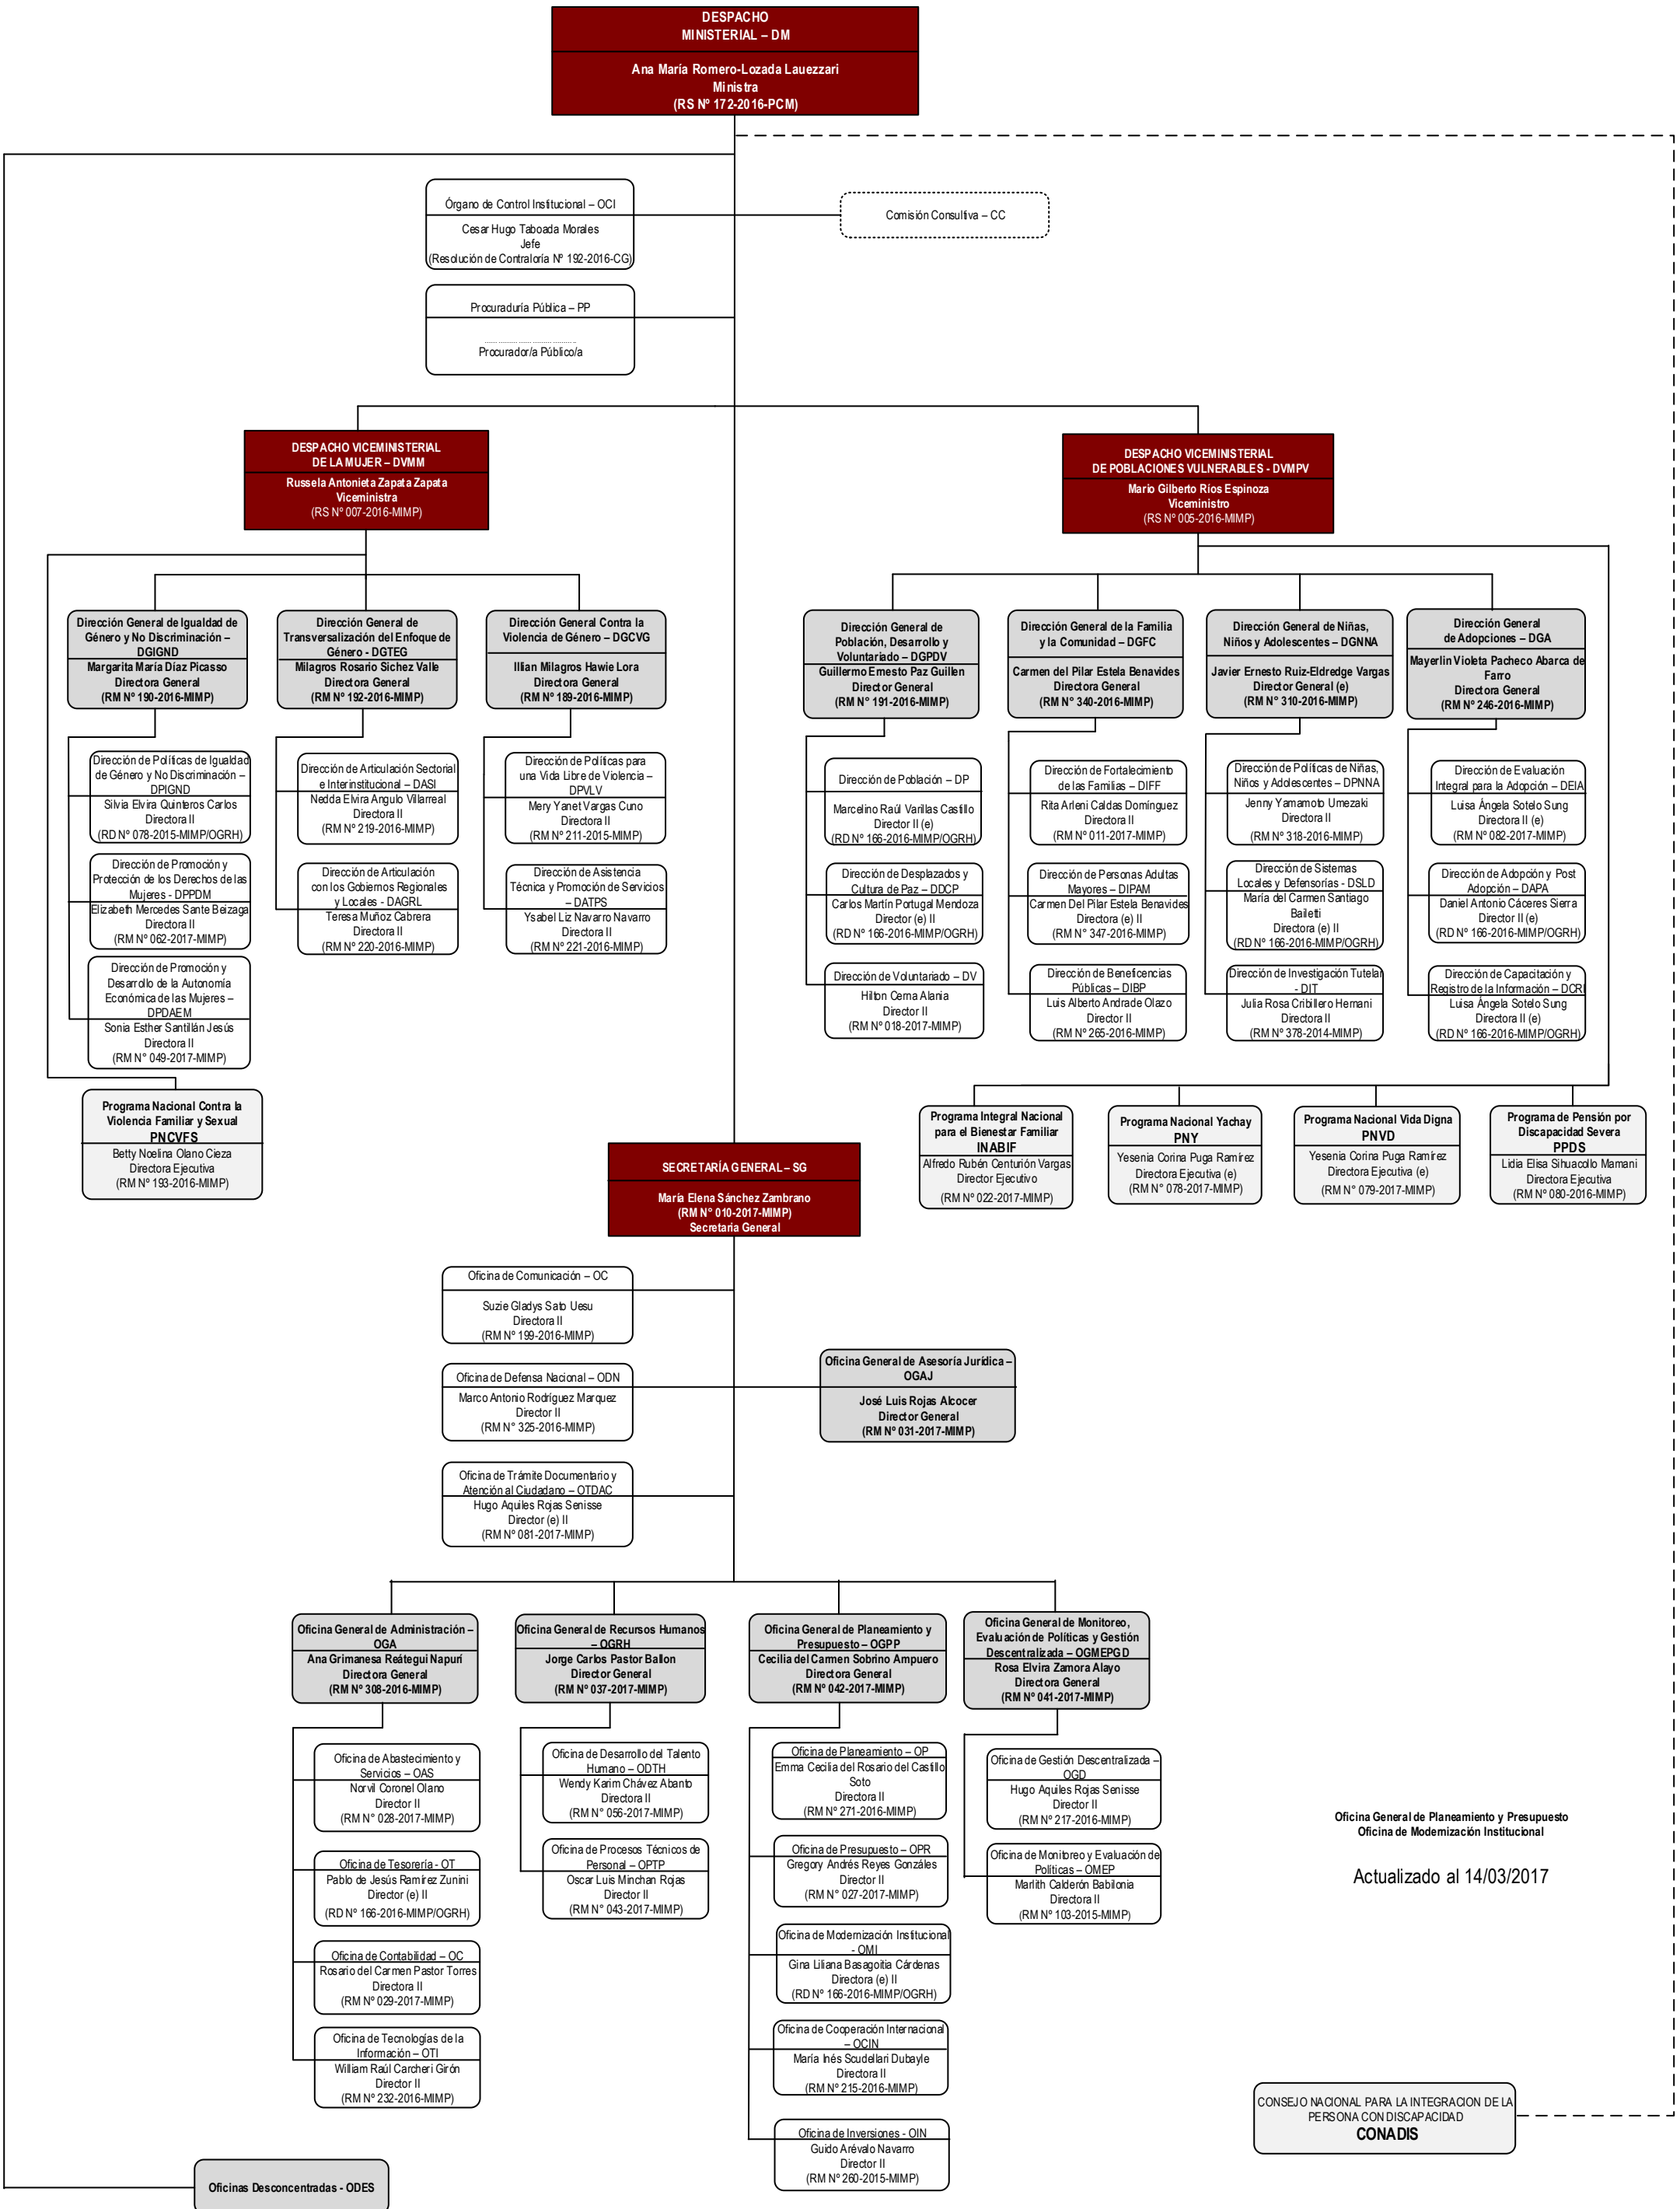 DESPACHO
MINISTERIAL – DM
Ana María Romero-Lozada Lauezzari
Ministra
(RS Nº 172-2016-PCM)
Órgano de Control Institucional – OCI
Cesar Hugo Taboada Morales
Jefe
(Resolución de Contraloría Nº 192-2016-CG)
Comisión Consultiva – CC
Procuraduría Pública – PP
Procurador/a Público/a
DESPACHO VICEMINISTERIAL
DE LA MUJER – DVMM
Russela Antonieta Zapata Zapata
Viceministra
(RS Nº 007-2016-MIMP)
DESPACHO VICEMINISTERIAL
DE POBLACIONES VULNERABLES - DVMPV
Mario Gilberto Ríos Espinoza
Viceministro
(RS Nº 005-2016-MIMP)
Dirección General de Igualdad de
Género y No Discriminación –
DGIGND
Margarita María Díaz Picasso
Directora General
(RM Nº 190-2016-MIMP)
Dirección General de
Transversalización del Enfoque de
Género - DGTEG
Milagros Rosario Sichez Valle
Directora General
(RM Nº 192-2016-MIMP)
Dirección General Contra la
Violencia de Género – DGCVG
Illian Milagros Hawie Lora
Directora General
(RM Nº 189-2016-MIMP)
Dirección General de
Población, Desarrollo y
Voluntariado – DGPDV
Guillermo Ernesto Paz Guillen
Director General
(RM Nº 191-2016-MIMP)
Dirección General de la Familia
y la Comunidad – DGFC
Carmen del Pilar Estela Benavides
Directora General
(RM Nº 340-2016-MIMP)
Dirección General de Niñas,
Niños y Adolescentes – DGNNA
Javier Ernesto Ruiz-Eldredge Vargas
Director General (e)
(RM Nº 310-2016-MIMP)
Dirección General
de Adopciones – DGA
Mayerlin Violeta Pacheco Abarca de
Farro
Directora General
(RM Nº 246-2016-MIMP)
Dirección de Políticas de Igualdad
de Género y No Discriminación –
DPIGND
Silvia Elvira Quinteros Carlos
Directora II
(RD Nº 078-2015-MIMP/OGRH)
Dirección de Articulación Sectorial
e Interinstitucional – DASI
Nedda Elvira Angulo Villarreal
Directora II
(RM Nº 219-2016-MIMP)
Dirección de Políticas para
una Vida Libre de Violencia –
DPVLV
Mery Yanet Vargas Cuno
Directora II
(RM Nº 211-2015-MIMP)
Dirección de Población – DP
Marcelino Raúl Varillas Castillo
Director II (e)
(RD Nº 166-2016-MIMP/OGRH)
Dirección de Fortalecimiento
de las Familias – DIFF
Rita Arleni Caldas Domínguez
Directora II
(RM Nº 011-2017-MIMP)
Dirección de Políticas de Niñas,
Niños y Adolescentes – DPNNA
Jenny Yamamoto Umezaki
Directora II
(RM Nº 318-2016-MIMP)
Dirección de Evaluación
Integral para la Adopción – DEIA
Luisa Ángela Sotelo Sung
Directora II (e)
(RM Nº 082-2017-MIMP)
Dirección de Promoción y
Protección de los Derechos de las
Mujeres - DPPDM
Elizabeth Mercedes Sante Beizaga
Directora II
(RM Nº 062-2017-MIMP)
Dirección de Articulación
con los Gobiernos Regionales
y Locales - DAGRL
Teresa Muñoz Cabrera
Directora II
(RM Nº 220-2016-MIMP)
Dirección de Asistencia
Técnica y Promoción de Servicios
– DATPS
Ysabel Liz Navarro Navarro
Directora II
(RM Nº 221-2016-MIMP)
Dirección de Desplazados y
Cultura de Paz – DDCP
Carlos Martín Portugal Mendoza
Director (e) II
(RD Nº 166-2016-MIMP/OGRH)
Dirección de Personas Adultas
Mayores – DIPAM
Carmen Del Pilar Estela Benavides
Directora (e) II
(RM Nº 347-2016-MIMP)
Dirección de Sistemas
Locales y Defensorías - DSLD
María del Carmen Santiago
Bailetti
Directora (e) II
(RD Nº 166-2016-MIMP/OGRH)
Dirección de Adopción y Post
Adopción – DAPA
Daniel Antonio Cáceres Sierra
Director II (e)
(RD Nº 166-2016-MIMP/OGRH)
Dirección de Promoción y
Desarrollo de la Autonomía
Económica de las Mujeres –
DPDAEM
Sonia Esther Santillán Jesús
Directora II
(RM N° 049-2017-MIMP)
Dirección de Voluntariado – DV
Hilton Cerna Alania
Director II
(RM Nº 018-2017-MIMP)
Dirección de Beneficencias
Públicas – DIBP
Luis Alberto Andrade Olazo
Director II
(RM Nº 265-2016-MIMP)
Dirección de Investigación Tutelar
- DIT
Julia Rosa Cribillero Hernani
Directora II
(RM Nº 378-2014-MIMP)
Dirección de Capacitación y
Registro de la Información – DCRI
Luisa Ángela Sotelo Sung
Directora II (e)
(RD Nº 166-2016-MIMP/OGRH)
Programa Nacional Contra la
Violencia Familiar y Sexual
PNCVFS
Betty Noelina Olano Cieza
Directora Ejecutiva
(RM Nº 193-2016-MIMP)
Programa Integral Nacional
para el Bienestar Familiar
INABIF
Alfredo Rubén Centurión Vargas
Director Ejecutivo
(RM Nº 022-2017-MIMP)
Programa Nacional Yachay
PNY
Yesenia Corina Puga Ramírez
Directora Ejecutiva (e)
(RM Nº 078-2017-MIMP)
Programa Nacional Vida Digna
PNVD
Yesenia Corina Puga Ramírez
Directora Ejecutiva (e)
(RM Nº 079-2017-MIMP)
Programa de Pensión por
Discapacidad Severa
PPDS
Lidia Elisa Sihuacollo Mamani
Directora Ejecutiva
(RM Nº 080-2016-MIMP)
SECRETARÍA GENERAL – SG
María Elena Sánchez Zambrano
(RM N° 010-2017-MIMP)
Secretaria General
Oficina de Comunicación – OC
Suzie Gladys Sato Uesu
Directora II
(RM Nº 199-2016-MIMP)
Oficina de Defensa Nacional – ODN
Marco Antonio Rodríguez Marquez
Director II
(RM N° 325-2016-MIMP)
Oficina General de Asesoría Jurídica –
OGAJ
José Luis Rojas Alcocer
Director General
(RM Nº 031-2017-MIMP)
Oficina de Trámite Documentario y
Atención al Ciudadano – OTDAC
Hugo Aquiles Rojas Senisse
Director (e) II
(RM Nº 081-2017-MIMP)
Oficina General de Administración –
OGA
Ana Grimanesa Reátegui Napurí
Directora General
(RM Nº 308-2016-MIMP)
Oficina General de Recursos Humanos
– OGRH
Jorge Carlos Pastor Ballon
Director General
(RM Nº 037-2017-MIMP)
Oficina General de Planeamiento y
Presupuesto – OGPP
Cecilia del Carmen Sobrino Ampuero
Directora General
(RM Nº 042-2017-MIMP)
Oficina General de Monitoreo,
Evaluación de Políticas y Gestión
Descentralizada – OGMEPGD
Rosa Elvira Zamora Alayo
Directora General
(RM Nº 041-2017-MIMP)
Oficina de Abastecimiento y
Servicios – OAS
Norvil Coronel Olano
Director II
(RM N° 028-2017-MIMP)
Oficina de Desarrollo del Talento
Humano – ODTH
Wendy Karim Chávez Abanto
Directora II
(RM N° 056-2017-MIMP)
Oficina de Planeamiento – OP
Emma Cecilia del Rosario del Castillo
Soto
Directora II
(RM N° 271-2016-MIMP)
Oficina de Gestión Descentralizada –
OGD
Hugo Aquiles Rojas Senisse
Director II
(RM N° 217-2016-MIMP)
Oficina General de Planeamiento y Presupuesto
Oficina de Modernización Institucional
Actualizado al 14/03/2017
Oficina de Tesorería - OT
Pablo de Jesús Ramírez Zunini
Director (e) II
(RD Nº 166-2016-MIMP/OGRH)
Oficina de Procesos Técnicos de
Personal – OPTP
Oscar Luis Minchan Rojas
Director II
(RM N° 043-2017-MIMP)
Oficina de Presupuesto – OPR
Gregory Andrés Reyes Gonzáles
Director II
(RM N° 027-2017-MIMP)
Oficina de Monitoreo y Evaluación de
Políticas – OMEP
Marlith Calderón Babilonia
Directora II
(RM N° 103-2015-MIMP)
Oficina de Contabilidad – OC
Rosario del Carmen Pastor Torres
Directora II
(RM Nº 029-2017-MIMP)
Oficina de Modernización Institucional
- OMI
Gina Liliana Basagoitia Cárdenas
Directora (e) II
(RD N° 166-2016-MIMP/OGRH)
Oficina de Tecnologías de la
Información – OTI
William Raúl Carcheri Girón
Director II
(RM N° 232-2016-MIMP)
Oficina de Cooperación Internacional
– OCIN
María Inés Scudellari Dubayle
Directora II
(RM N° 215-2016-MIMP)
CONSEJO NACIONAL PARA LA INTEGRACION DE LA
PERSONA CON DISCAPACIDAD
CONADIS
Oficina de Inversiones - OIN
Guido Arévalo Navarro
Director II
(RM N° 260-2015-MIMP)
Oficinas Desconcentradas - ODES